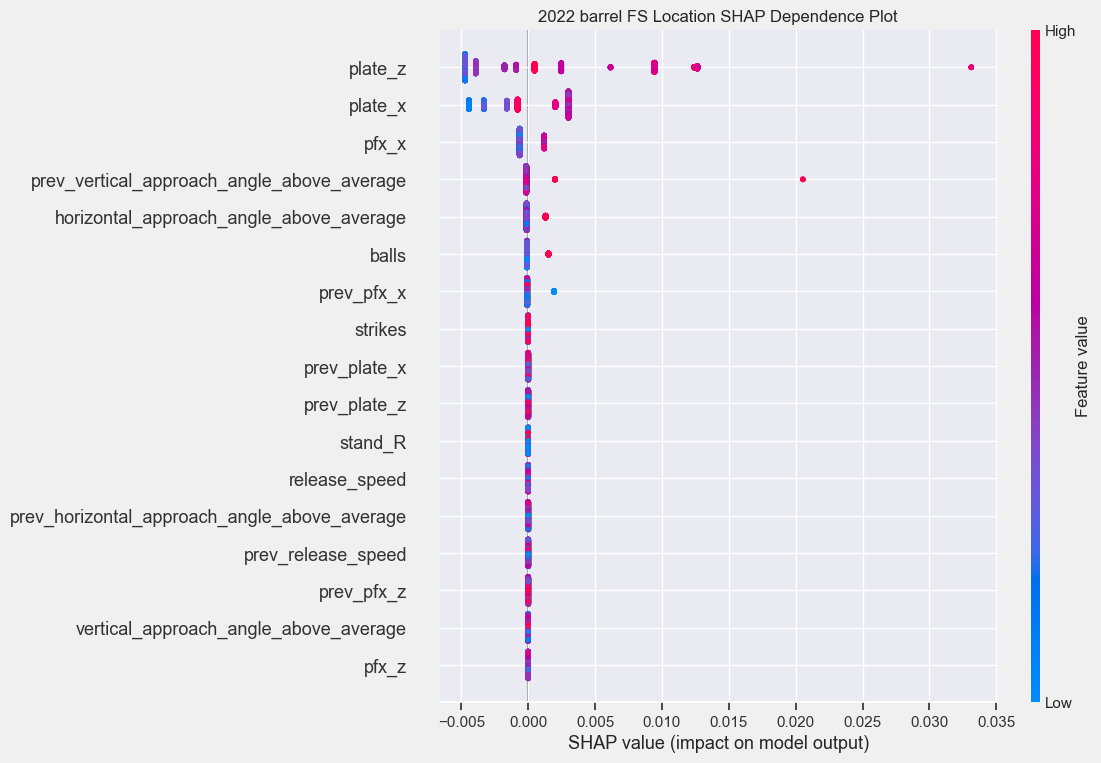 2022 barrel FS Location SHAP Dependence Plot
High
plate_z
plate_x
pfx_x
prev_vertical_approach_angle_above_average
horizontal_approach_angle_above_average
balls
prev_pfx_x
strikes
prev_plate_x
prev_plate_z
stand_R
release_speed
prev_horizontal_approach_angle_above_average
prev_release_speed
prev_pfx_z
vertical_approach_angle_above_average
pfx_z
Feature value
Low
−0.005 0.000 0.005 0.010 0.015 0.020 0.025 0.030 0.035
SHAP value (impact on model output)